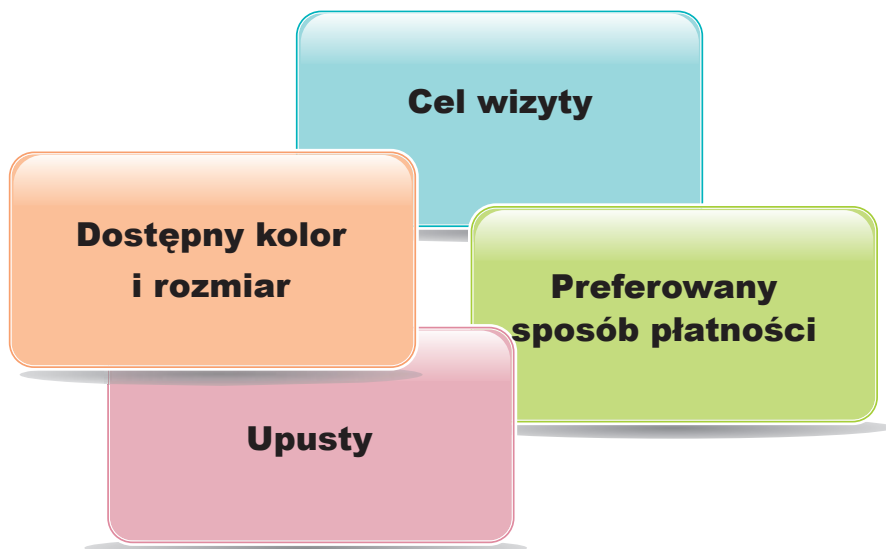 Cel wizyty
Dostępny kolor
i rozmiar
Preferowany
sposób płatności
Upusty